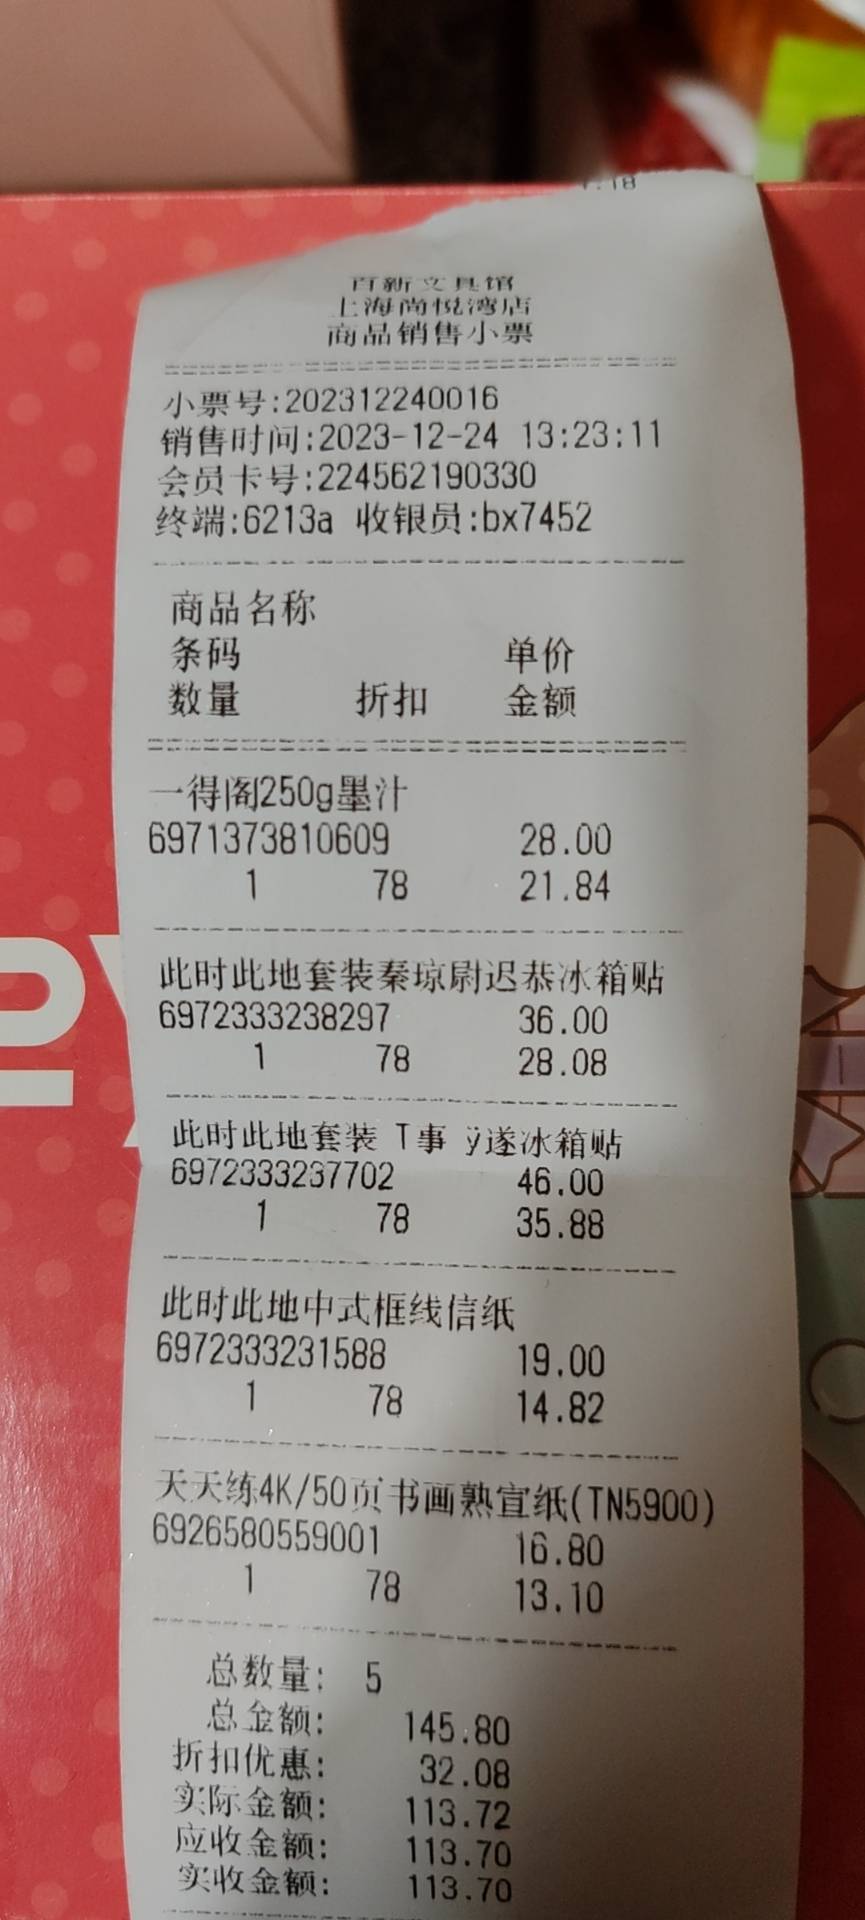 百新文具馆
上海尚悦湾店
商品销售小票
小票号:202312240016
销售时间:2023-12-24 13:23:11
会员卡号:224562190330
终端:6213a 收银员:bx7452
商品名称
条码 单价
数量 折扣 金额
一得阁250g墨汁
6971373810609 28.00
1 78 21.84
此时此地套装秦琼尉迟恭冰箱贴
6972333238297 36.00
1 78 28.08
此时此地套装 T事 ÿ遂冰箱贴
6972333237702 46.00
1 78 35.88
此时此地中式框线信纸
6972333231588 19.00
1 78 14.82
天天练4K/50页书画熟宣纸(TN5900)
6926580559001 16.80
1 78 13.10
总数量: 5
总金额: 145.80
折扣优惠: 32.08
实际金额: 113.72
应收金额: 113.70
实收金额: 113.70